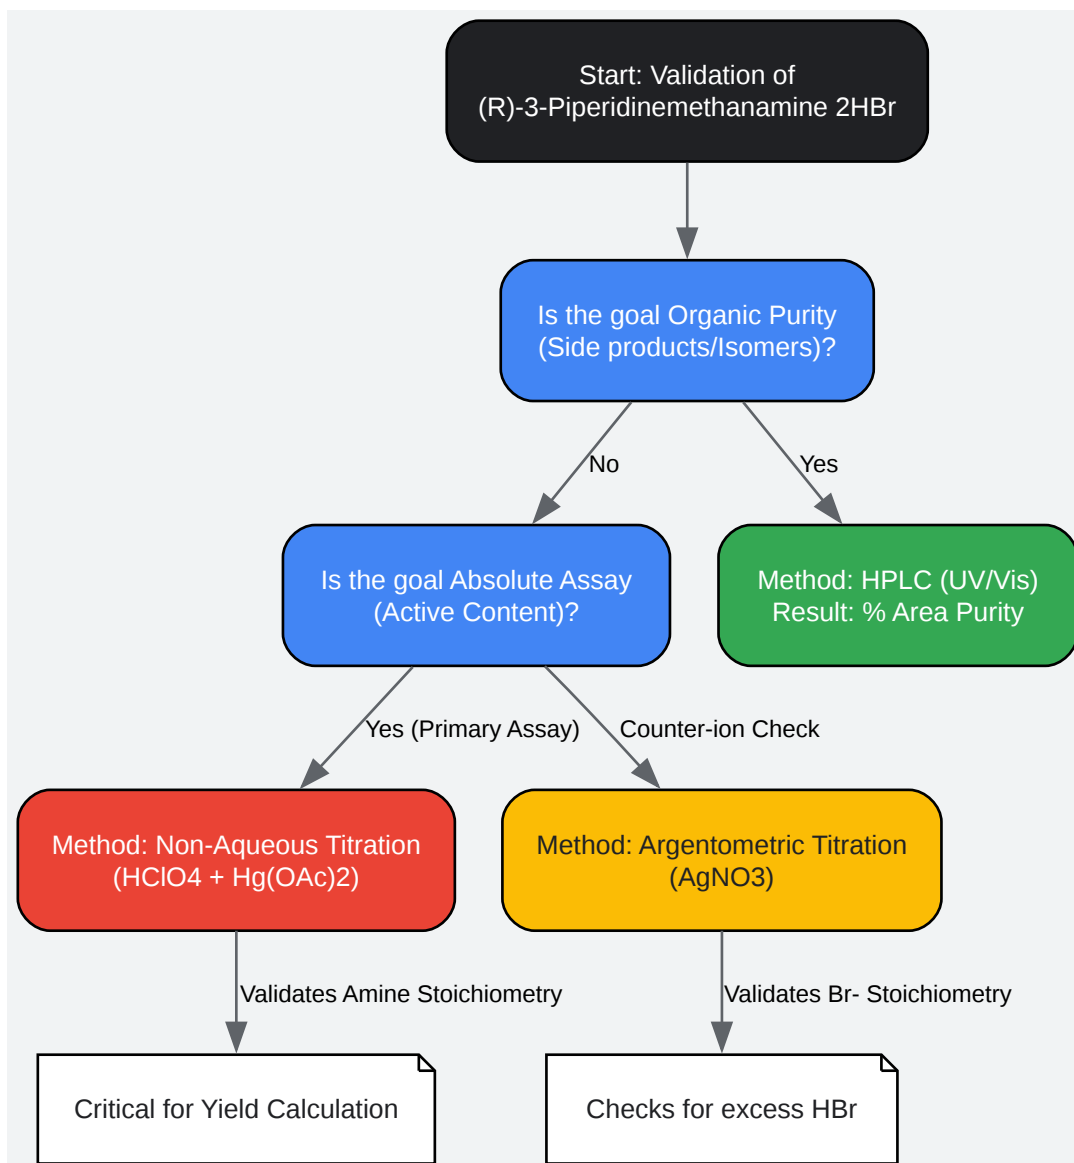 Start: Validation of
(R)-3-Piperidinemethanamine 2HBr
Is the goal Organic Purity
(Side products/Isomers)?
No
Yes
Is the goal Absolute Assay
(Active Content)?
Method: HPLC (UV/Vis)
Result: % Area Purity
Yes (Primary Assay)
Counter-ion Check
Method: Non-Aqueous Titration
(HClO4 + Hg(OAc)2)
Method: Argentometric Titration
(AgNO3)
Validates Amine Stoichiometry
Validates Br- Stoichiometry
Critical for Yield Calculation
Checks for excess HBr